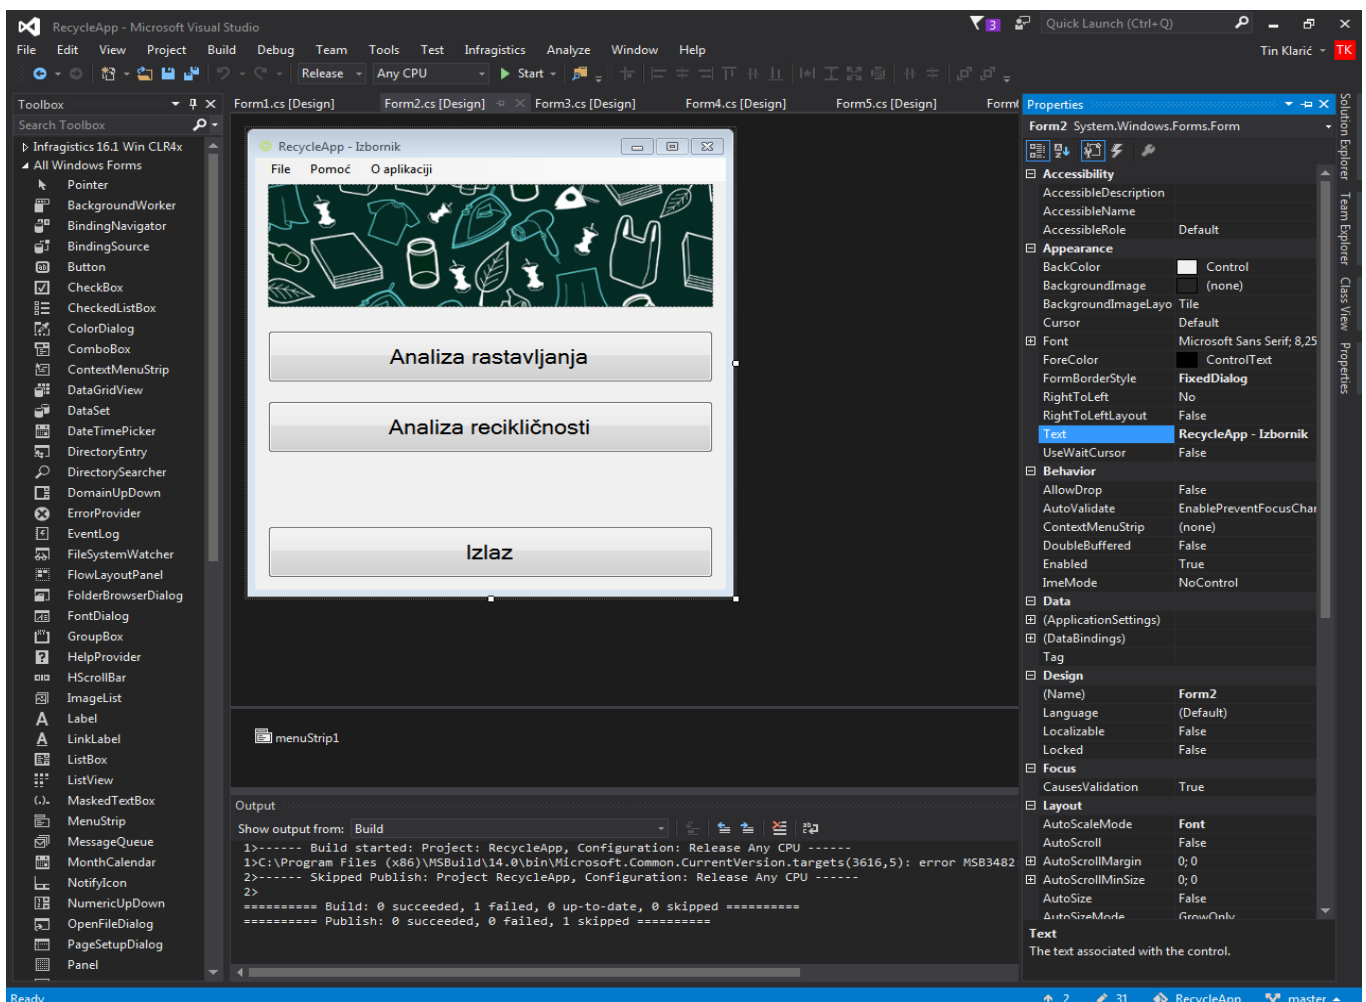 RecycleApp - Microsoft Visual Studio
3
Quick Launch (Ctrl+Q)
File Edit View Project Build Debug Team Tools Test Infragistics Analyze Window Help
Tin Klarić
TK
Release
Any CPU
Start
Toolbox
Search Toolbox
Infragistics 16.1 Win CLR4x
All Windows Forms
Pointer
BackgroundWorker
BindingNavigator
BindingSource
Button
CheckBox
CheckedListBox
ColorDialog
ComboBox
ContextMenuStrip
DataGridView
DataSet
DateTimePicker
DirectoryEntry
DirectorySearcher
DomainUpDown
ErrorProvider
EventLog
FileSystemWatcher
FlowLayoutPanel
FolderBrowserDialog
FontDialog
GroupBox
HelpProvider
HScrollBar
ImageList
Label
LinkLabel
ListBox
ListView
MaskedTextBox
MenuStrip
MessageQueue
MonthCalendar
NotifyIcon
NumericUpDown
OpenFileDialog
PageSetupDialog
Panel
Form1.cs [Design] Form2.cs [Design] Form3.cs [Design] Form4.cs [Design] Form5.cs [Design] Form
RecycleApp - Izbornik
File Pomoć O aplikaciji
Analiza rastavljanja
Analiza recikličnosti
Izlaz
menuStrip1
Output
Show output from: Build
1>------ Build started: Project: RecycleApp, Configuration: Release Any CPU ------
1>C:\Program Files (x86)\MSBuild\14.0\bin\Microsoft.Common.CurrentVersion.targets(3616,5): error MSB3482
2>------ Skipped Publish: Project RecycleApp, Configuration: Release Any CPU ------
2>
========== Build: 0 succeeded, 1 failed, 0 up-to-date, 0 skipped ==========
========== Publish: 0 succeeded, 0 failed, 1 skipped ==========
Properties
Form2 System.Windows.Forms.Form
Accessibility
AccessibleDescription
AccessibleName
AccessibleRole Default
Appearance
BackColor Control
BackgroundImage (none)
BackgroundImageLayo Tile
Cursor Default
Font Microsoft Sans Serif; 8,25
ForeColor ControlText
FormBorderStyle FixedDialog
RightToLeft No
RightToLeftLayout False
Text RecycleApp - Izbornik
UseWaitCursor False
Behavior
AllowDrop False
AutoValidate EnablePreventFocusChar
ContextMenuStrip (none)
DoubleBuffered False
Enabled True
ImeMode NoControl
Data
(ApplicationSettings)
(DataBindings)
Tag
Design
(Name) Form2
Language (Default)
Localizable False
Locked False
Focus
CausesValidation True
Layout
AutoScaleMode Font
AutoScroll False
AutoScrollMargin 0; 0
AutoScrollMinSize 0; 0
AutoSize False
AutoSizeMode GrowOnly
Text
The text associated with the control.
Solution Explorer
Team Explorer
Class View
Properties
Ready
2 31 RecycleApp master